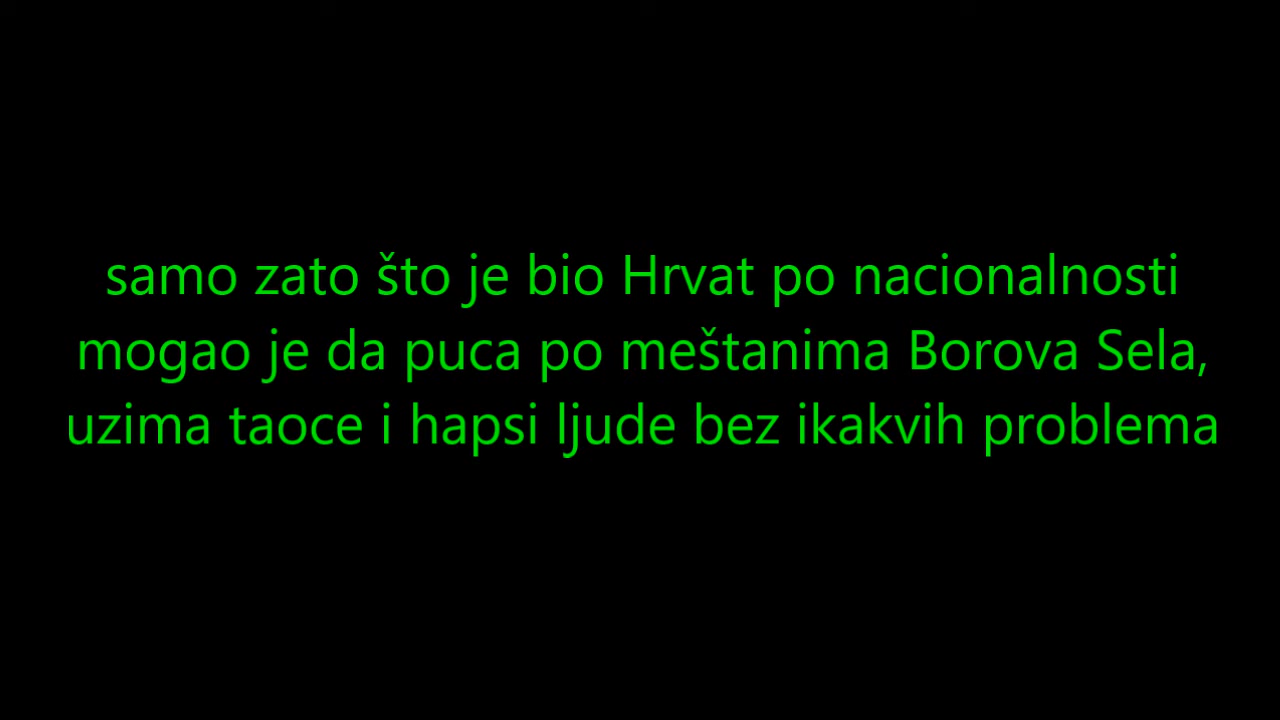 samo zato što je bio Hrvat po nacionalnosti
mogao je da puca po meštanima Borova Sela,
uzima taoce i hapsi ljude bez ikakvih problema